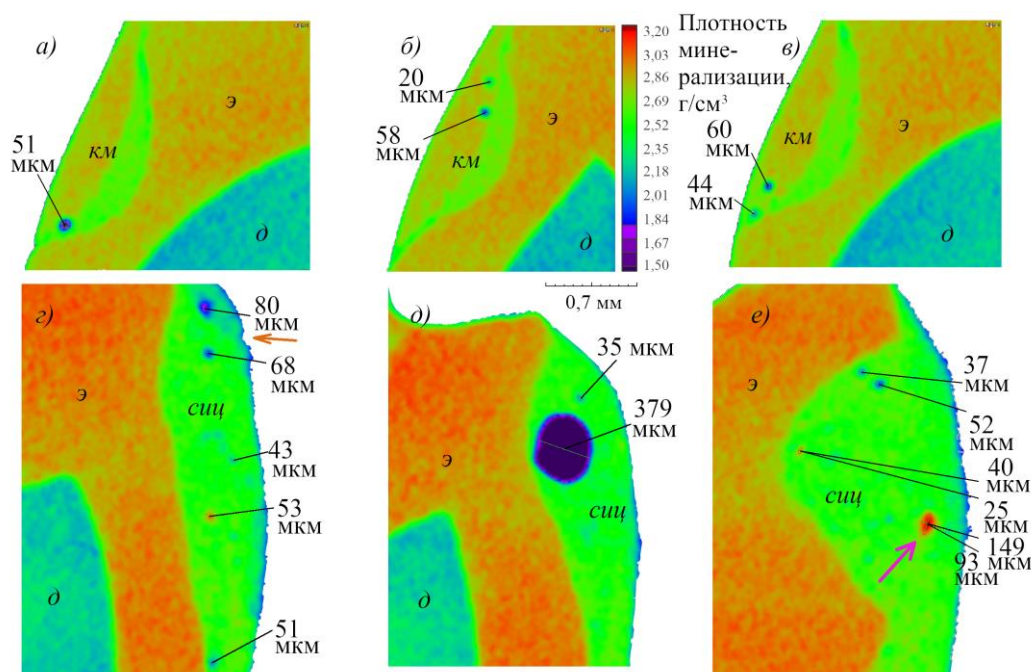 а)
51
мкм
км
э
д
б)
20
мкм
58
мкм
км
э
д
Плотность
мине-
рализации,
г/см³
3,20
3,03
2,86
2,69
2,52
2,35
2,18
2,01
1,84
1,67
1,50
0,7 мм
в)
60
мкм
44
мкм
км
э
д
г)
80
мкм
68
мкм
э
сиц
43
мкм
53
мкм
д
51
мкм
д)
35
мкм
379
мкм
э
сиц
д
е)
э
37
мкм
52
мкм
40
мкм
25
мкм
149
мкм
93
мкм
сиц